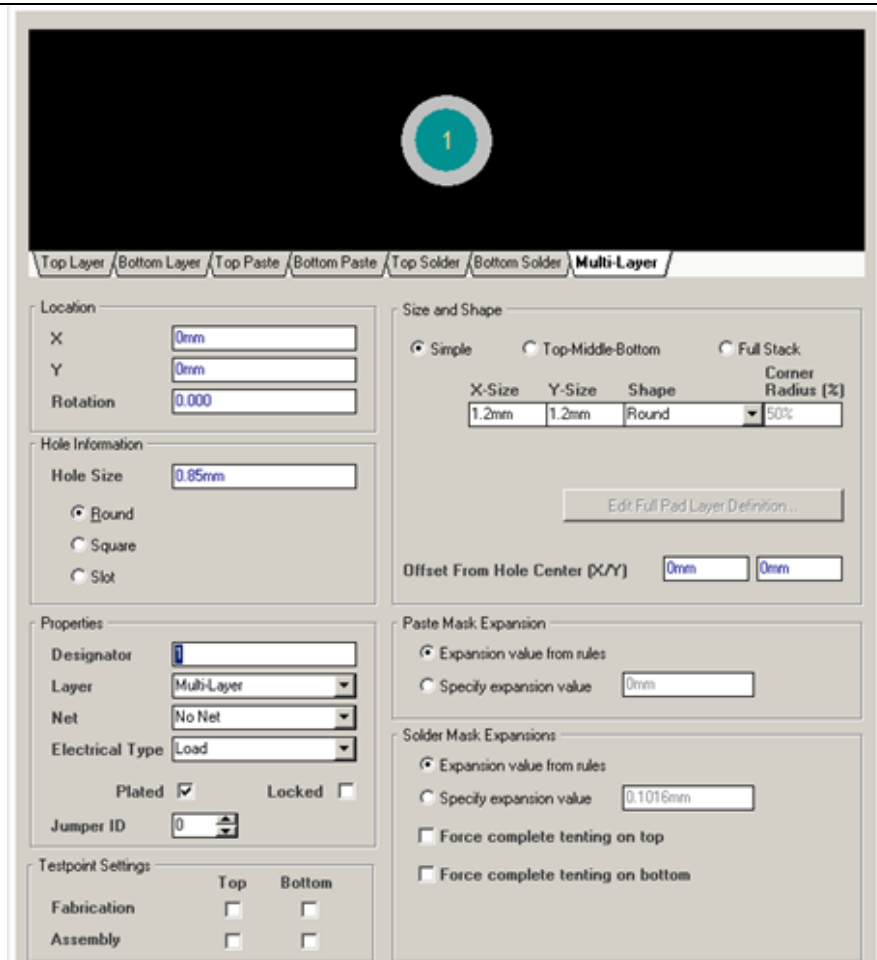 1
Top Layer Bottom Layer Top Paste Bottom Paste Top Solder Bottom Solder Multi-Layer
Location
X 0mm
Y 0mm
Rotation 0.000
Hole Information
Hole Size 0.85mm
Round
Square
Slot
Properties
Designator 1
Layer Multi-Layer
Net No Net
Electrical Type Load
Plated Locked
Jumper ID 0
Testpoint Settings
Top Bottom
Fabrication
Assembly
Size and Shape
Simple Top-Middle-Bottom Full Stack
X-Size Y-Size Shape Corner Radius (%)
1.2mm 1.2mm Round 50%
Edit Full Pad Layer Definition...
Offset From Hole Center (X/Y) 0mm 0mm
Paste Mask Expansion
Expansion value from rules
Specify expansion value 0mm
Solder Mask Expansions
Expansion value from rules
Specify expansion value 0.1016mm
Force complete tenting on top
Force complete tenting on bottom